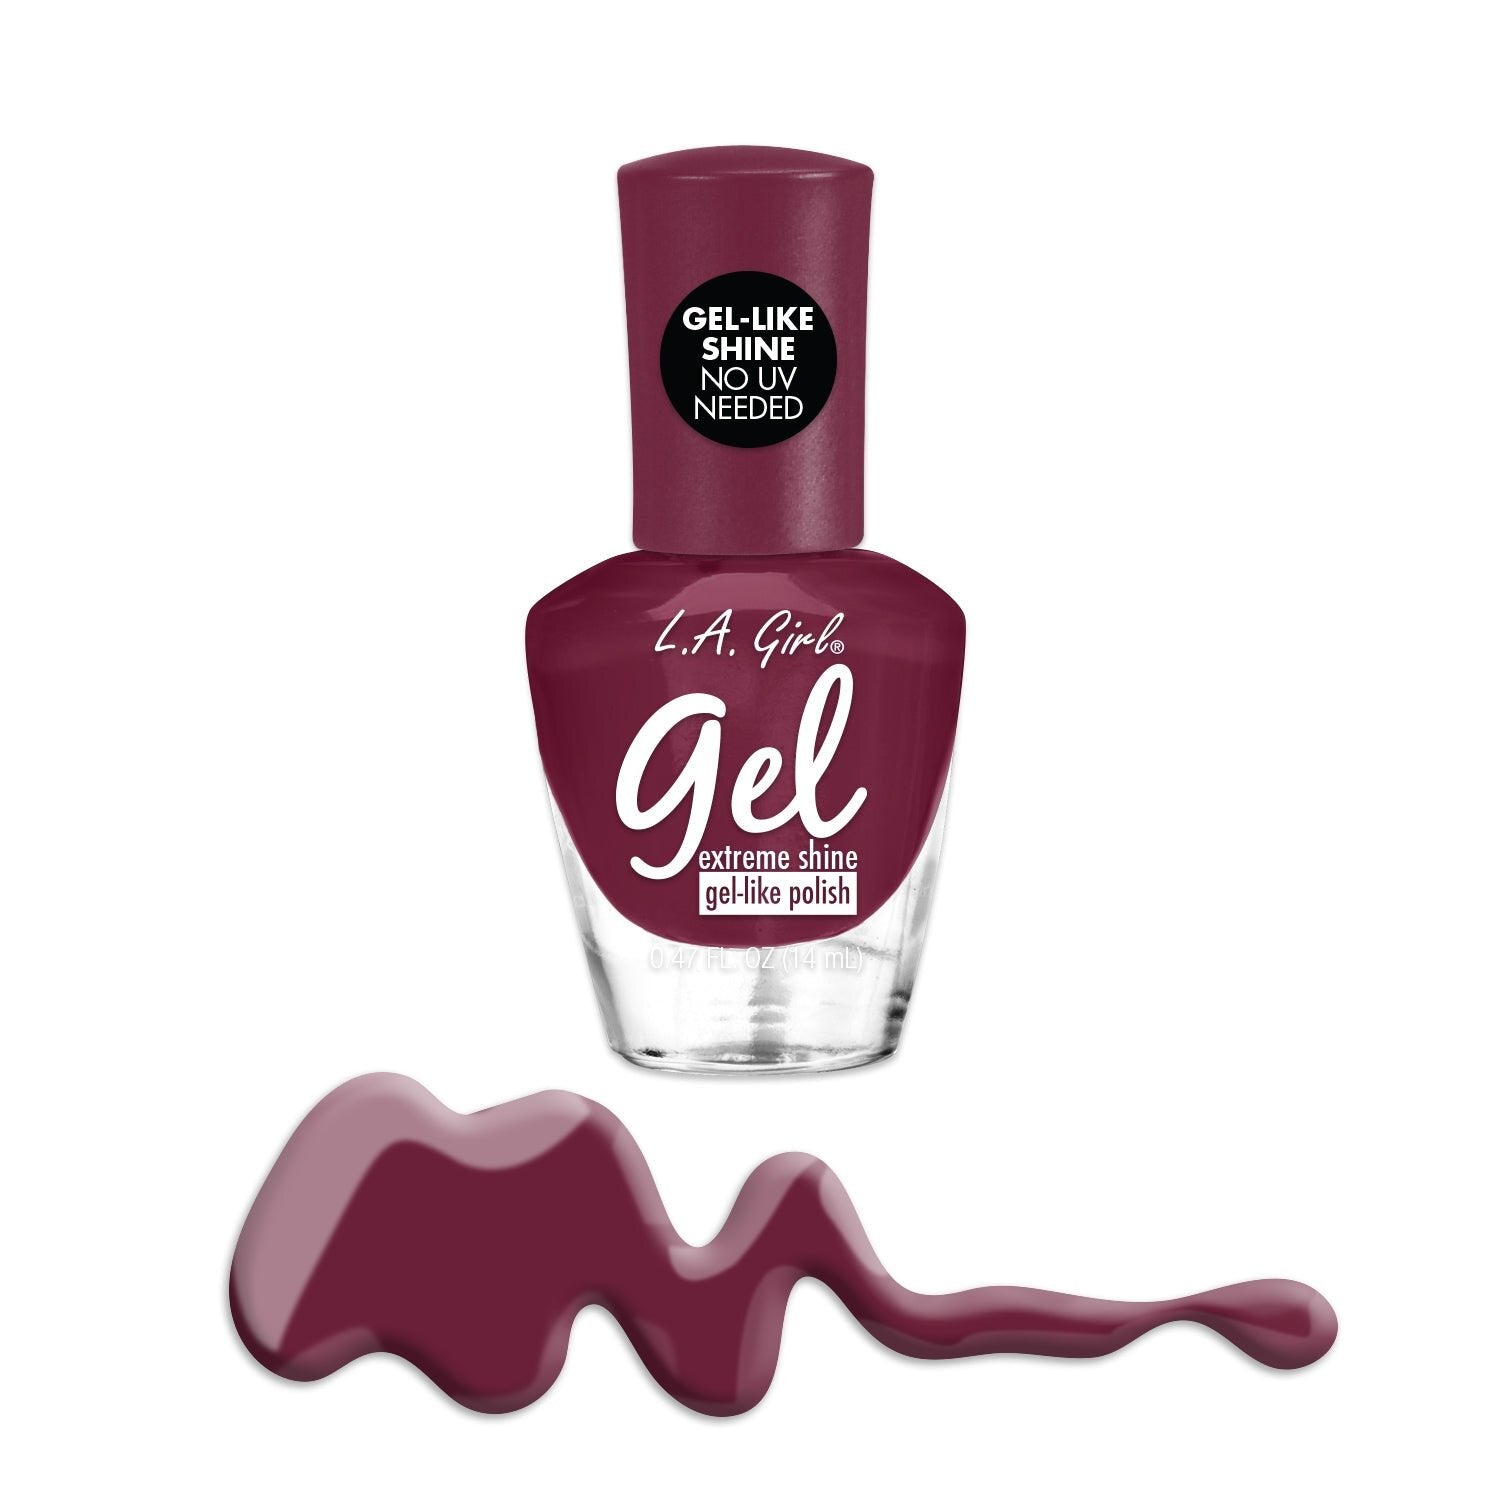 GEL-LIKE
SHINE
NO UV
NEEDED
L.A. Girl®
gel
extreme shine
gel-like polish
0.47 FL. OZ (14 mL)